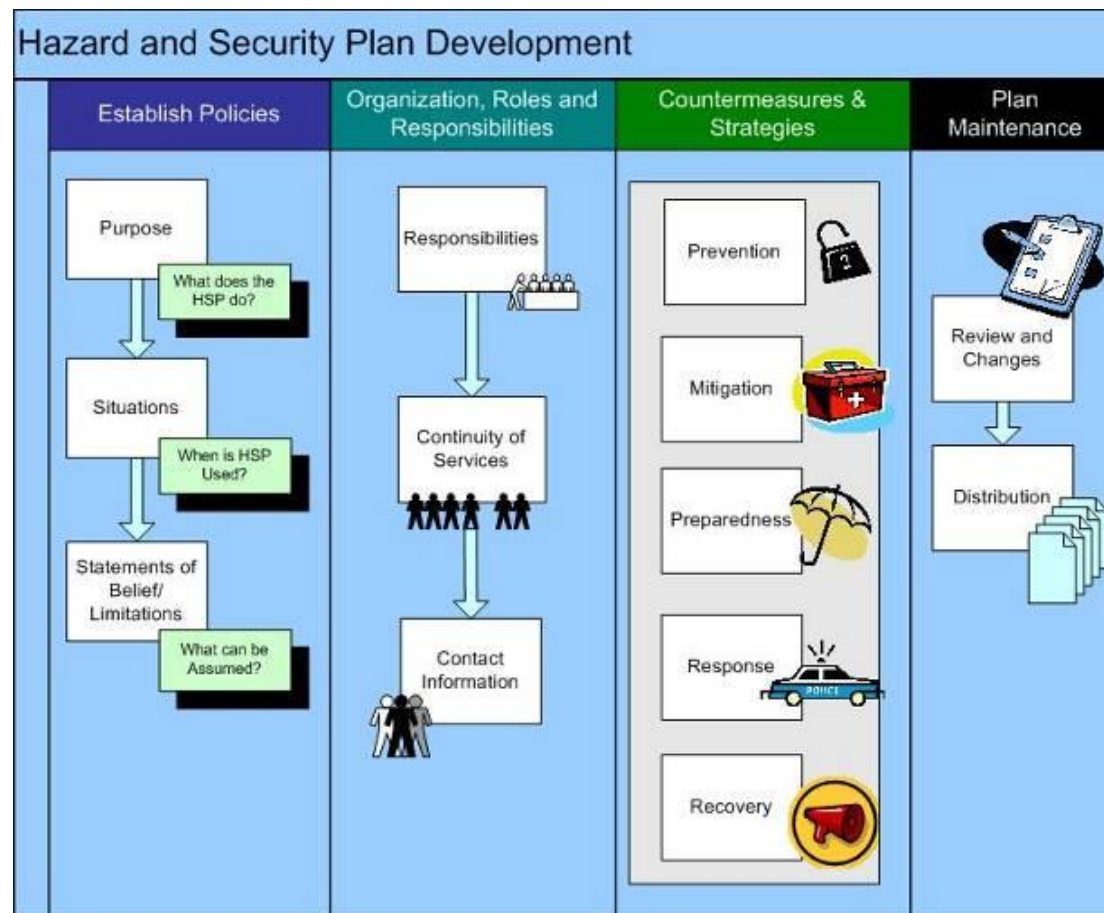 Hazard and Security Plan Development
Establish Policies
Organization, Roles and
Responsibilities
Countermeasures &
Strategies
Plan
Maintenance
Purpose
What does the
HSP do?
Situations
When is HSP
Used?
Statements of
Belief/
Limitations
What can be
Assumed?
Responsibilities
Continuity of
Services
Contact
Information
Prevention
Mitigation
Preparedness
Response
POLICE
Recovery
Review and
Changes
Distribution